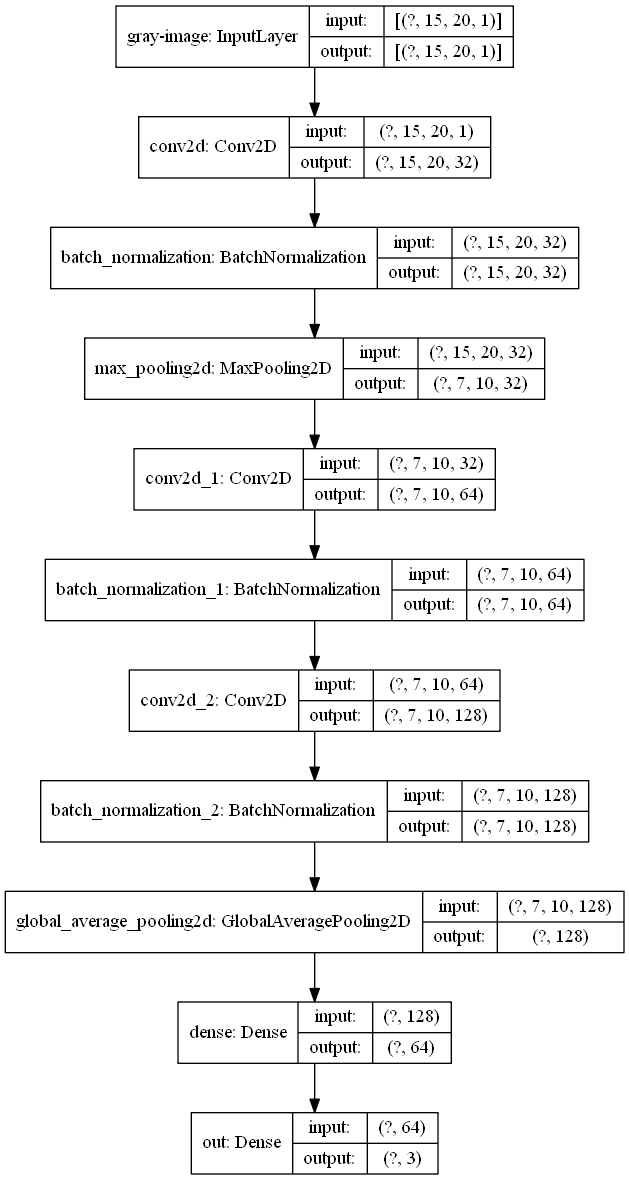 gray-image: InputLayer
input: [(?, 15, 20, 1)]
output: [(?, 15, 20, 1)]
conv2d: Conv2D
input: (?, 15, 20, 1)
output: (?, 15, 20, 32)
batch_normalization: BatchNormalization
input: (?, 15, 20, 32)
output: (?, 15, 20, 32)
max_pooling2d: MaxPooling2D
input: (?, 15, 20, 32)
output: (?, 7, 10, 32)
conv2d_1: Conv2D
input: (?, 7, 10, 32)
output: (?, 7, 10, 64)
batch_normalization_1: BatchNormalization
input: (?, 7, 10, 64)
output: (?, 7, 10, 64)
conv2d_2: Conv2D
input: (?, 7, 10, 64)
output: (?, 7, 10, 128)
batch_normalization_2: BatchNormalization
input: (?, 7, 10, 128)
output: (?, 7, 10, 128)
global_average_pooling2d: GlobalAveragePooling2D
input: (?, 7, 10, 128)
output: (?, 128)
dense: Dense
input: (?, 128)
output: (?, 64)
out: Dense
input: (?, 64)
output: (?, 3)